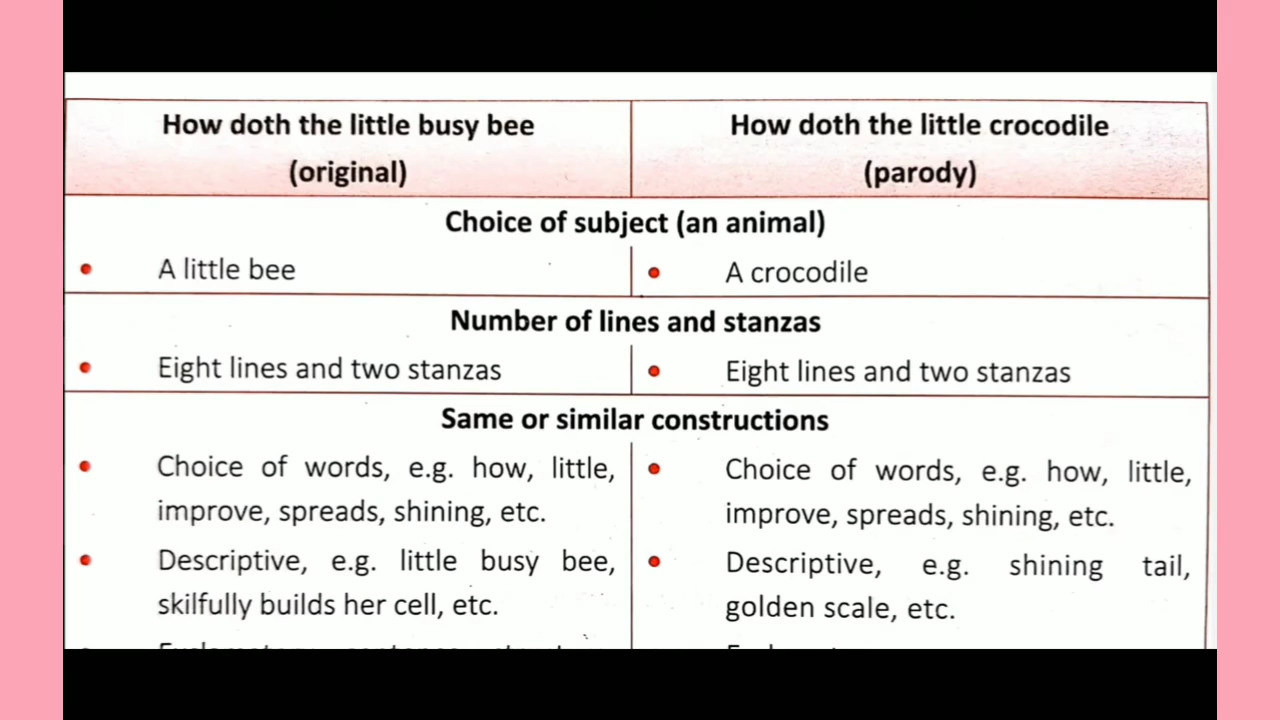 How doth the little busy bee
(original)
How doth the little crocodile
(parody)
Choice of subject (an animal)
• A little bee
• A crocodile
Number of lines and stanzas
• Eight lines and two stanzas
• Eight lines and two stanzas
Same or similar constructions
• Choice of words, e.g. how, little,
improve, spreads, shining, etc.
• Choice of words, e.g. how, little,
improve, spreads, shining, etc.
• Descriptive, e.g. little busy bee,
skilfully builds her cell, etc.
• Descriptive, e.g. shining tail,
golden scale, etc.